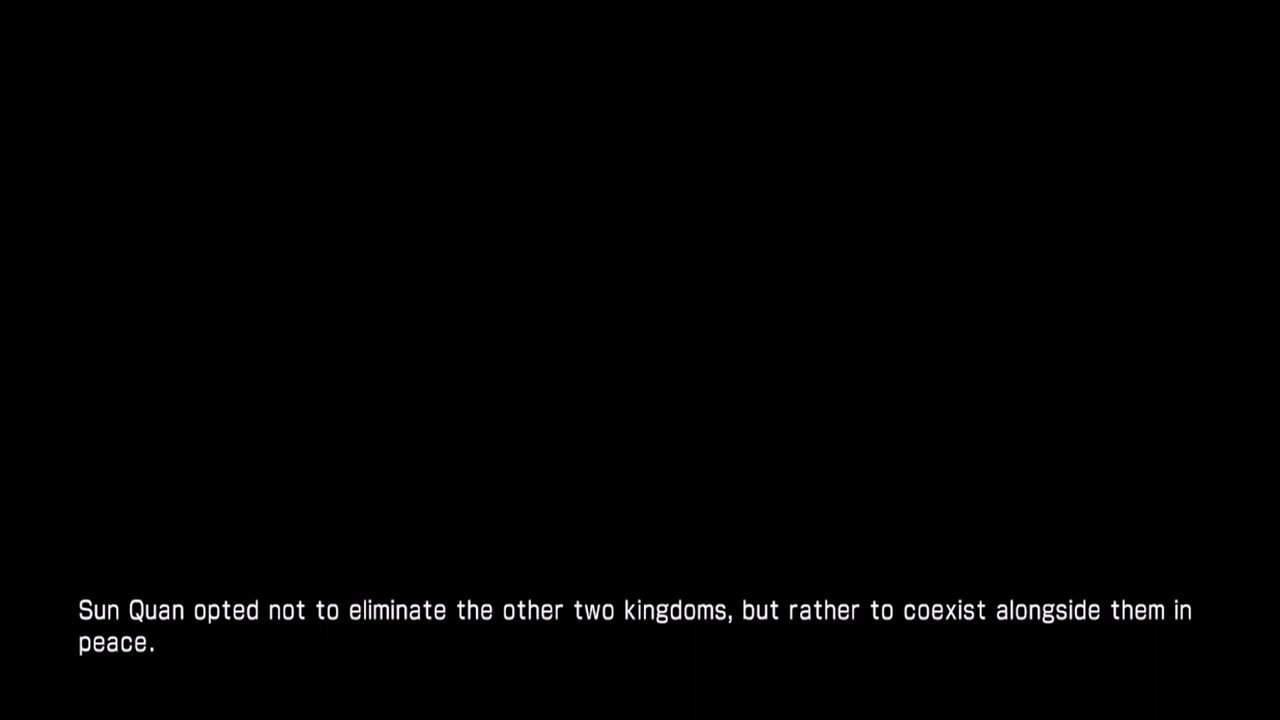 Sun Quan opted not to eliminate the other two kingdoms, but rather to coexist alongside them in
peace.